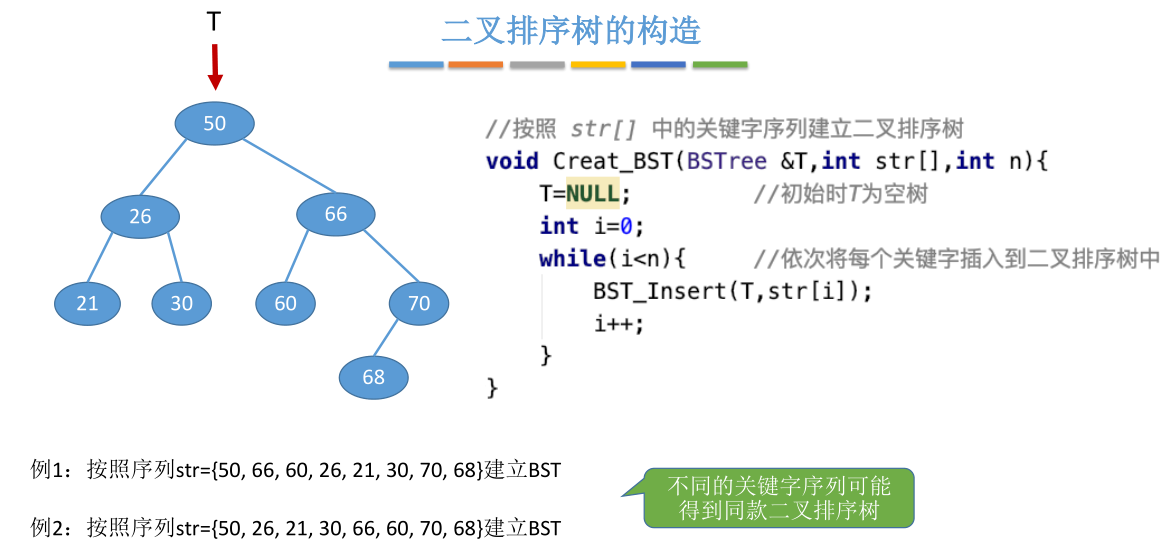 T
二叉排序树的构造
50
26
66
21
30
60
70
68
//按照 str[] 中的关键字序列建立二叉排序树
void Creat_BST(BSTree &T,int str[],int n){
T=NULL; //初始时T为空树
int i=0;
while(i<n){ //依次将每个关键字插入到二叉排序树中
BST_Insert(T,str[i]);
i++;
}
}
例1：按照序列str={50, 66, 60, 26, 21, 30, 70, 68}建立BST
例2：按照序列str={50, 26, 21, 30, 66, 60, 70, 68}建立BST
不同的关键字序列可能
得到同款二叉排序树